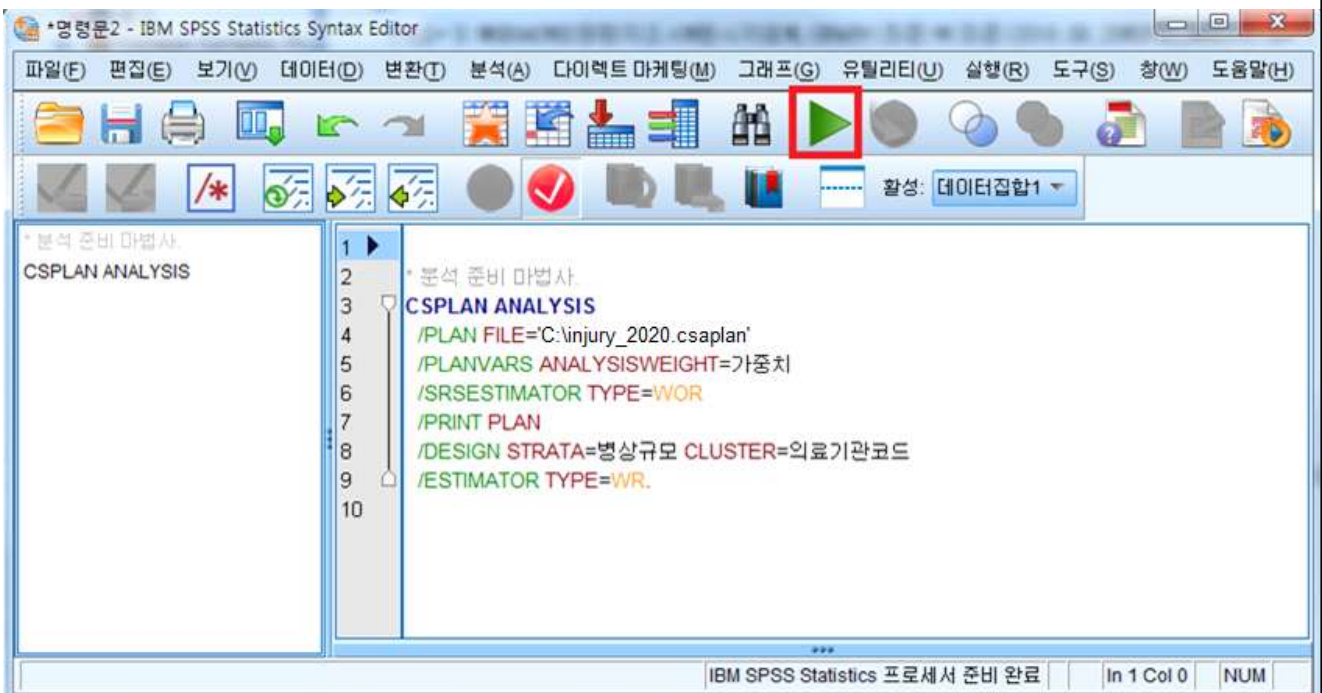 *명령문2 - IBM SPSS Statistics Syntax Editor
파일(F) 편집(E) 보기(V) 데이터(D) 변환(T) 분석(A) 다이렉트 마케팅(M) 그래프(G) 유틸리티(U) 실행(R) 도구(S) 창(W) 도움말(H)
/*
활성: 데이터집합1
* 분석 준비 마법사.
CSPLAN ANALYSIS
1
2 * 분석 준비 마법사.
3 CSPLAN ANALYSIS
4 /PLAN FILE='C:\injury_2020.csaplan'
5 /PLANVARS ANALYSISWEIGHT=가중치
6 /SRSESTIMATOR TYPE=WOR
7 /PRINT PLAN
8 /DESIGN STRATA=병상규모 CLUSTER=의료기관코드
9 /ESTIMATOR TYPE=WR.
10
IBM SPSS Statistics 프로세서 준비 완료 In 1 Col 0 NUM